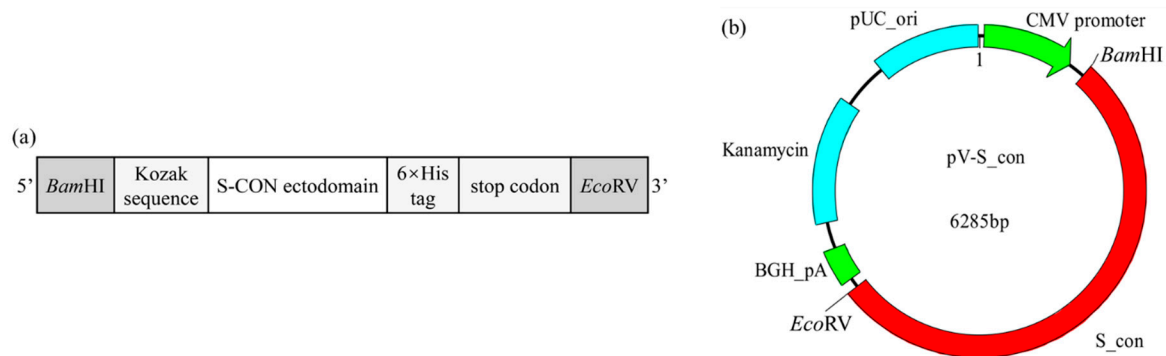 (a)
5’ BamHI Kozak sequence S-CON ectodomain 6×His tag stop codon EcoRV 3’
(b)
pUC_ori
CMV promoter
1
BamHI
Kanamycin
pV-S_con
6285bp
BGH_pA
EcoRV
S_con